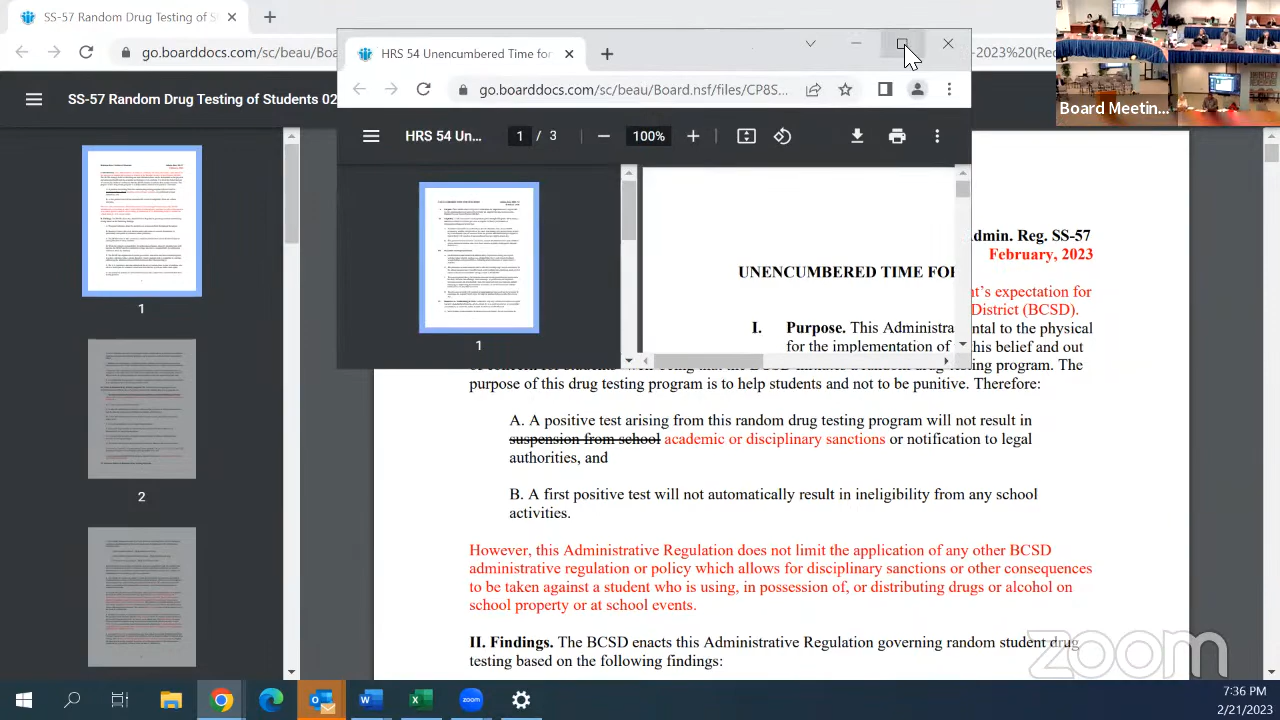 SS-57 Random Drug Testing of S
go.boarddocs.com/sc/beau/Boa
-2023%20(Red
SS-57 Random Drug Testing of Students 02
1
2
HRS 54 Un
go.boarddocs.com/sc/beau/Board.nsf/files/CP8S...
HRS 54 Un...
1 / 3
100%
1
UNENCUMBERED TIME FOR
I. Purpose. This Administra
for the implementation of
Board Meetin...
dmin. Reg. SS-57
February, 2023
nt's expectation for
District (BCSD).
ntal to the physical
his belief and out
ting program. The
purpose of this drug testing program is to help students and not to be punitive. Therefore:
A. A positive test arising from this random drug testing program will not result in
suspension from school academic or disciplinary sanctions or notification to legal
authorities, and
B. A first positive test will not automatically result in ineligibility from any school
activities.
However, this Administrative Regulation does not limit the application of any other BCSD
administrative regulation or policy which allows for disciplinary sanctions or other consequences
to be taken against a student who is using, in possession of, or distributing drugs or alcohol on
school property or at school events.
II. Findings. The BCSD enacts this Administrative Regulation governing random student drug
testing based on the following findings:
zoom
zoom
7:36 PM
2/21/2023